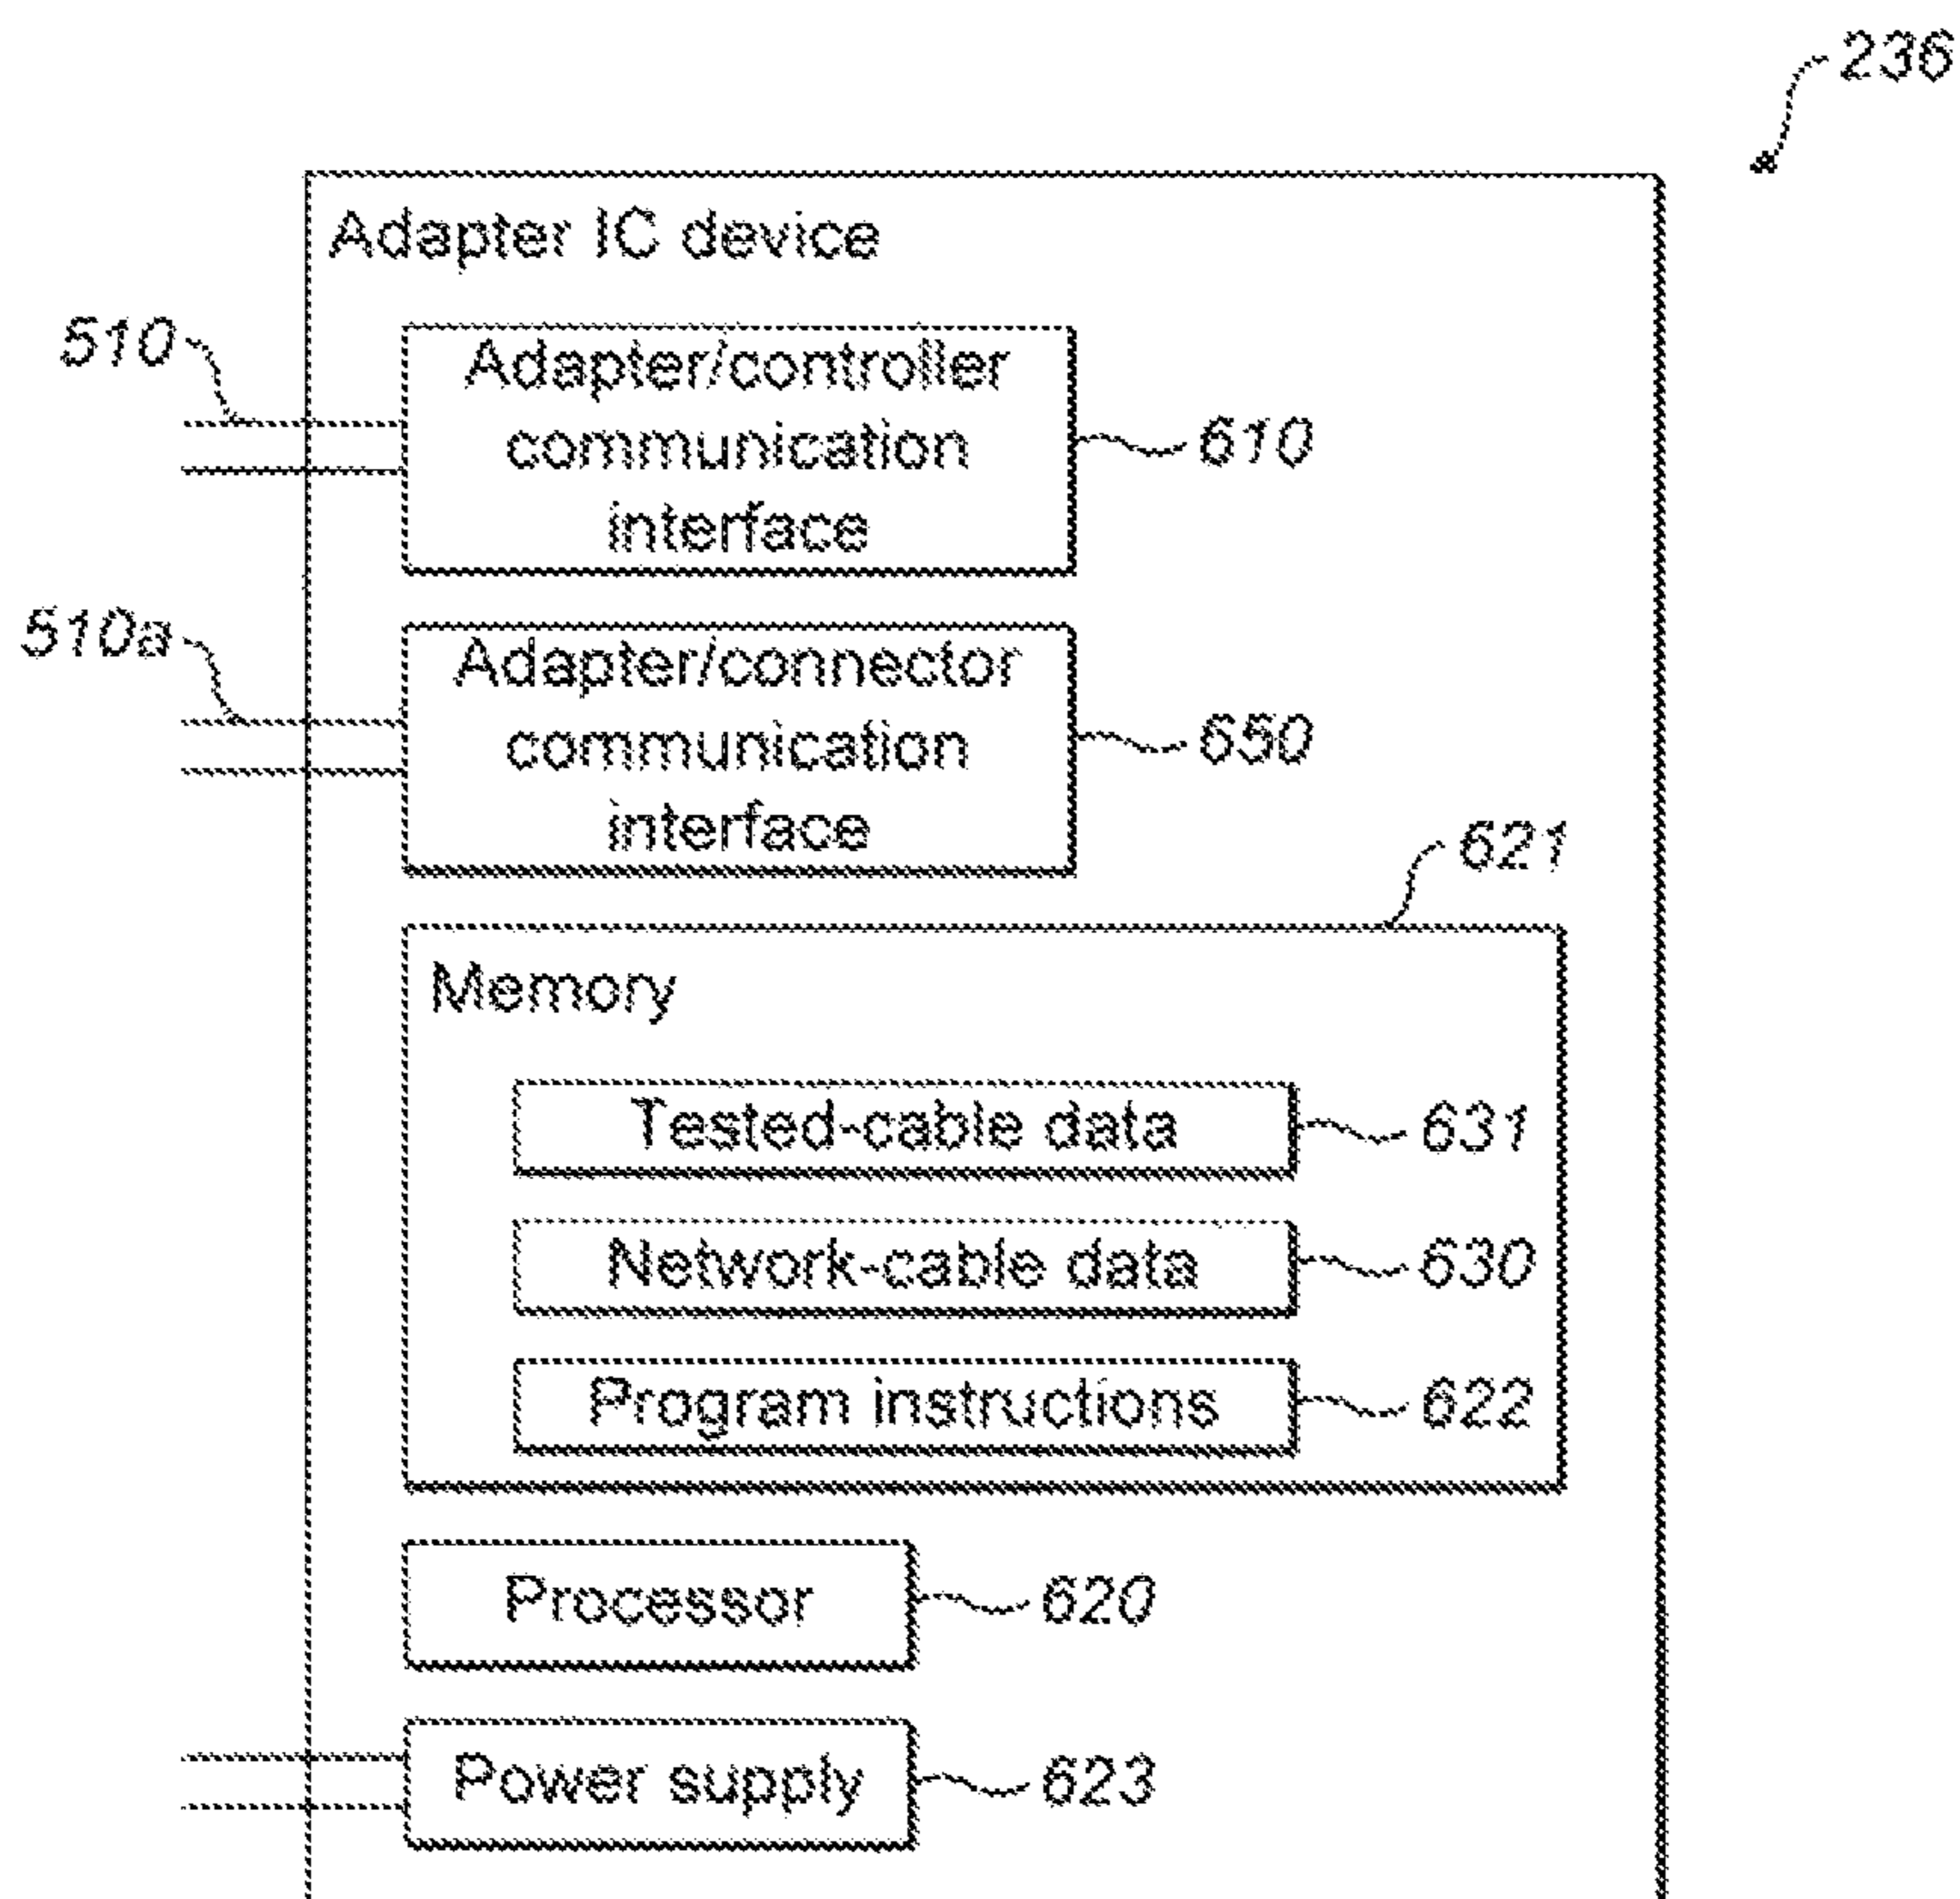 236
Adapter IC device
510
Adapter/controller
communication
interface
610
510a
Adapter/connector
communication
interface
650
621
Memory
Tested-cable data
631
Network-cable data
630
Program instructions
622
Processor
620
Power supply
623